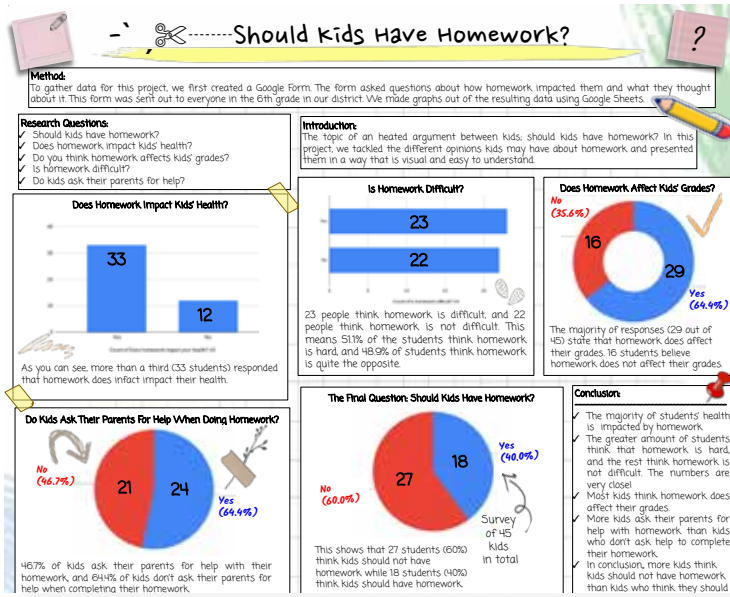 Should Kids Have Homework?
?
Method:
To gather data for this project, we first created a Google Form. The form asked questions about how homework impacted them and what they thought
about it. This form was sent out to everyone in the 6th grade in our district. We made graphs out of the resulting data using Google Sheets.
Research Questions:
✓ Should kids have homework?
✓ Does homework impact kids' health?
✓ Do you think homework affects kids' grades?
✓ Is homework difficult?
✓ Do kids ask their parents for help?
Introduction:
The topic of an heated argument between kids; should kids have homework? In this
project, we tackled the different opinions kids may have about homework and presented
them in a way that is visual and easy to understand.
Does Homework Impact Kids' Health?
33
12
As you can see, more than a third (33 students) responded
that homework does infact impact their health.
Is Homework Difficult?
23
22
23 people think homework is difficult, and 22
people think homework is not difficult. This
means 51.1% of the students think homework
is hard, and 48.9% of students think homework
is quite the opposite.
Does Homework Affect Kids' Grades?
No
(35.6%)
16
29
Yes
(64.4%)
The majority of responses (29 out of
45) state that homework does affect
their grades. 16 students believe
homework does not affect their grades.
Do Kids Ask Their Parents For Help When Doing Homework?
No
(46.7%)
21
24
Yes
(64.4%)
46.7% of kids ask their parents for help with their
homework, and 64.4% of kids don't ask their parents for
help when completing their homework.
The Final Question: Should Kids Have Homework?
Yes
(40.0%)
18
27
No
(60.0%)
Survey
of 45
kids
in total
This shows that 27 students (60%)
think kids should not have
homework while 18 students (40%)
think kids should have homework.
Conclusion:
✓ The majority of students' health
is impacted by homework
✓ The greater amount of students
think that homework is hard,
and the rest think homework is
not difficult. The numbers are
very close!
✓ Most kids think homework does
affect their grades.
✓ More kids ask their parents for
help with homework than kids
who don't ask help to complete
their homework
✓ In conclusion, more kids think
kids should not have homework
than kids who think they should